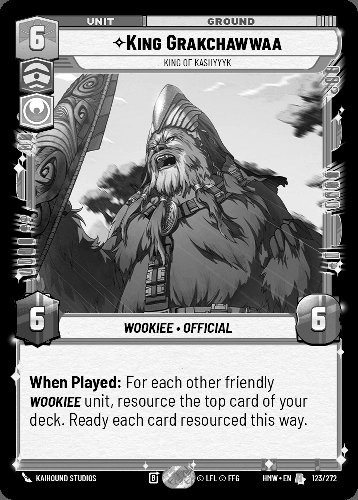 UNIT
GROUND
6
King Grakchawwaa
KING OF KASHYYYK
6
6
WOOKIEE • OFFICIAL
When Played: For each other friendly
WOOKIEE unit, resource the top card of your
deck. Ready each card resourced this way.
KAIHOUND STUDIOS
© LFL © FFG
HMW • EN
123/272